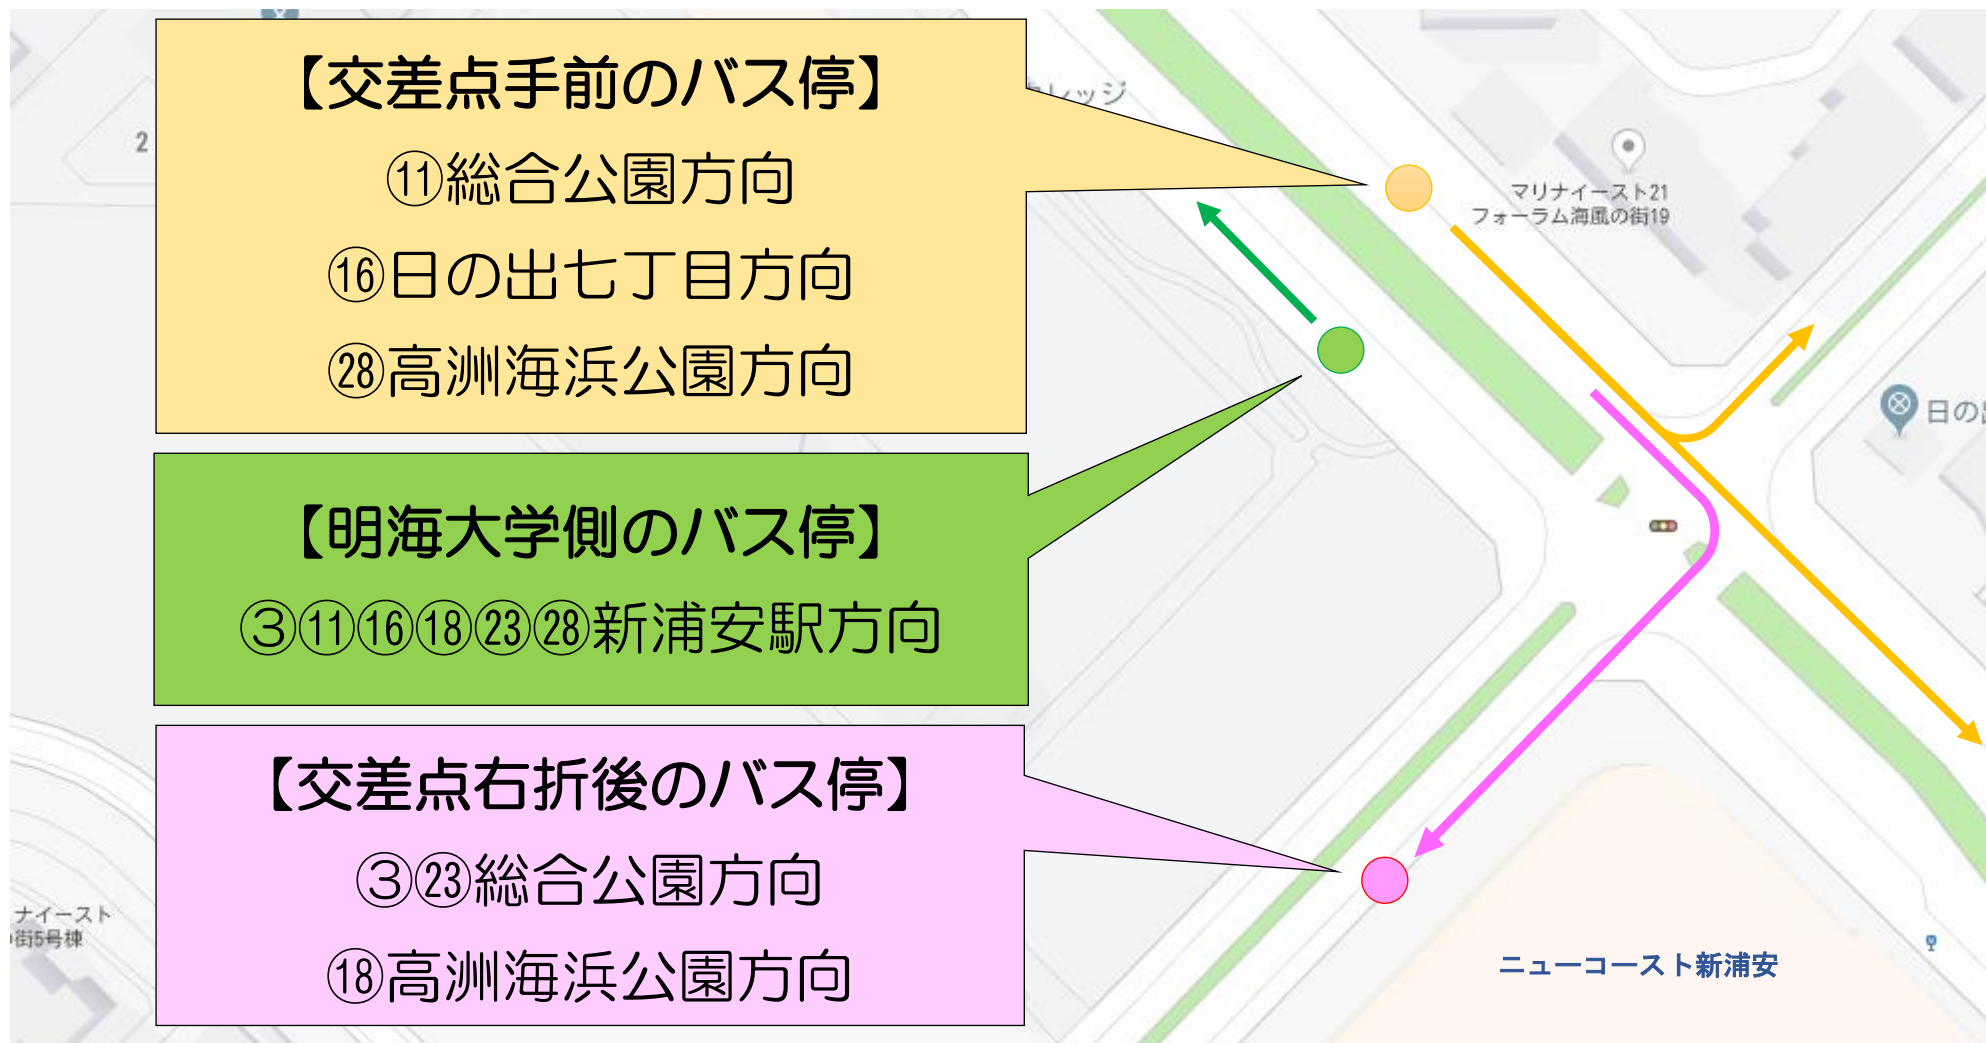 【交差点手前のバス停】
⑪総合公園方向
⑯日の出七丁目方向
㉘高洲海浜公園方向
【明海大学側のバス停】
③⑪⑯⑱㉓㉘新浦安駅方向
【交差点右折後のバス停】
③㉓総合公園方向
⑱高洲海浜公園方向
2
レッジ
マリナイースト21
フォーラム海風の街19
日の出
ナイースト
街5号棟
ニューコースト新浦安